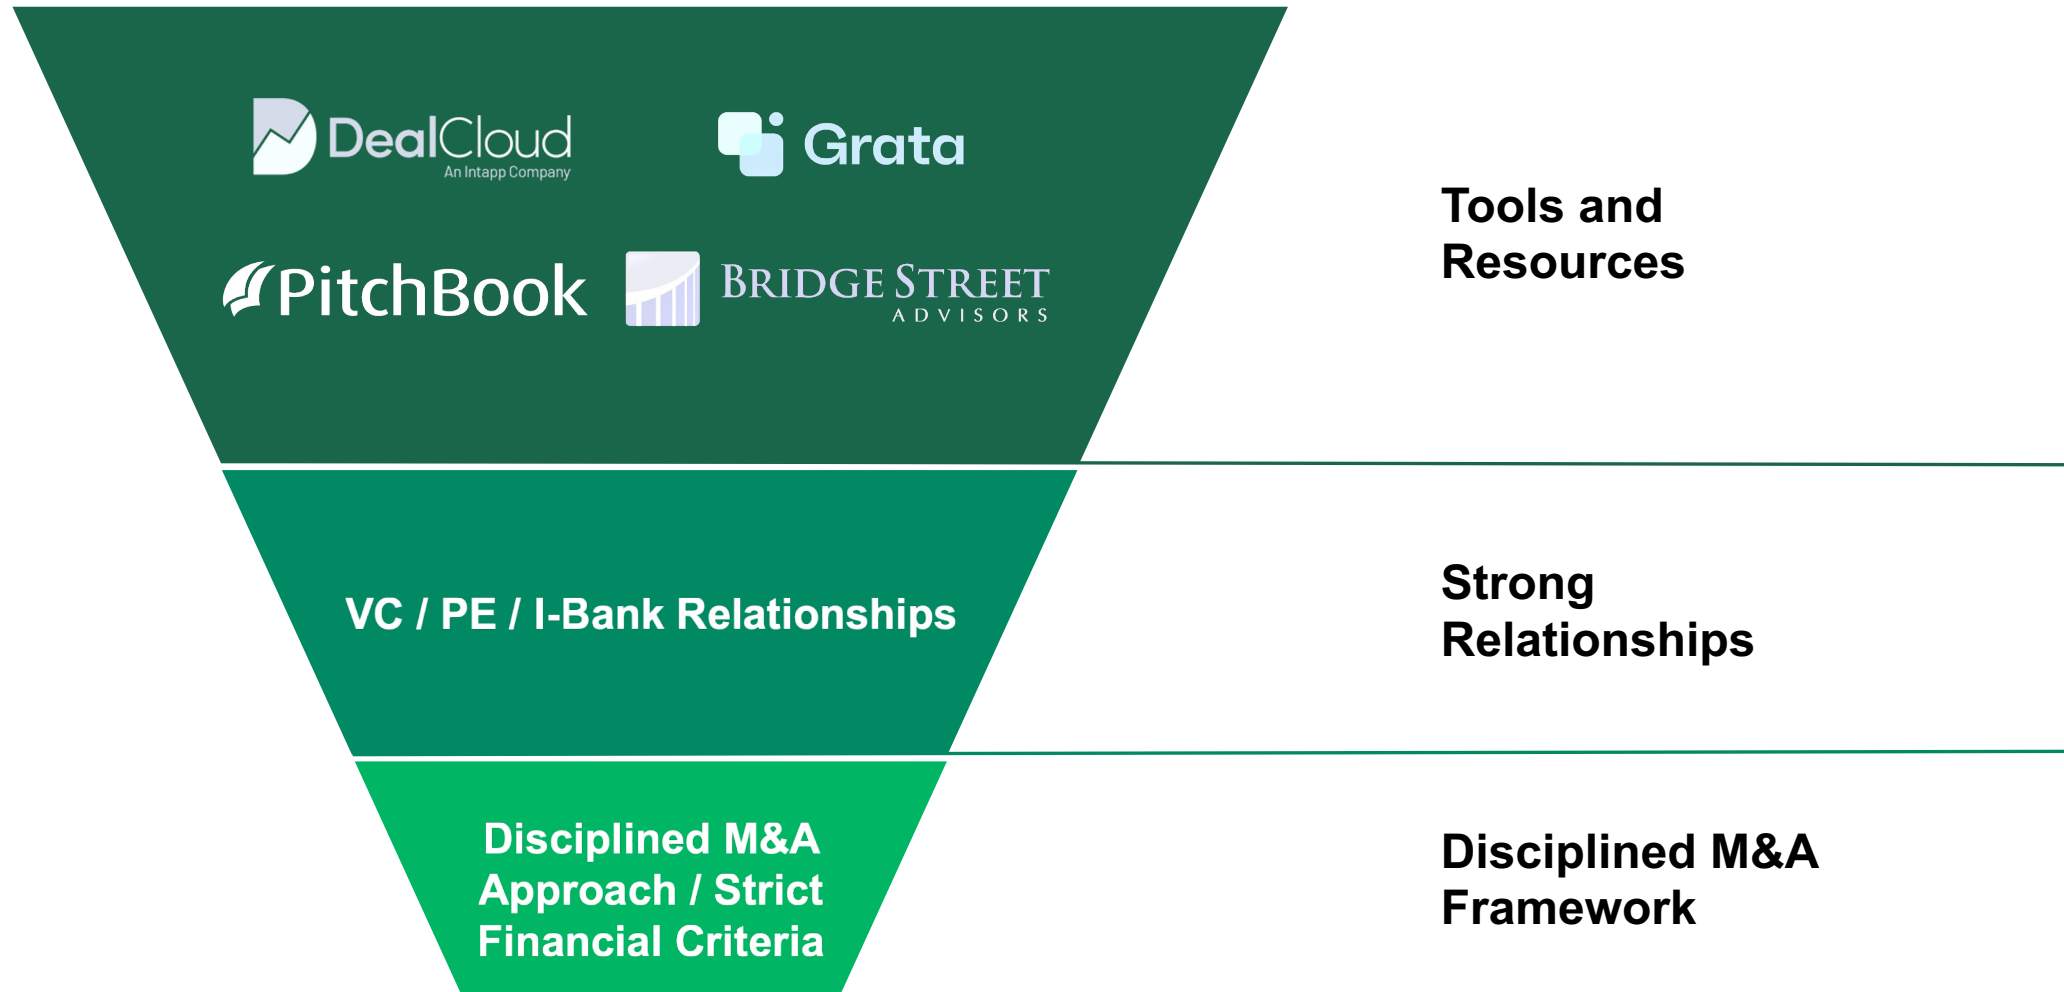 DealCloud
An Intapp Company
Grata
PitchBook
BRIDGE STREET
ADVISORS
Tools and
Resources
VC / PE / I-Bank Relationships
Strong
Relationships
Disciplined M&A
Approach / Strict
Financial Criteria
Disciplined M&A
Framework